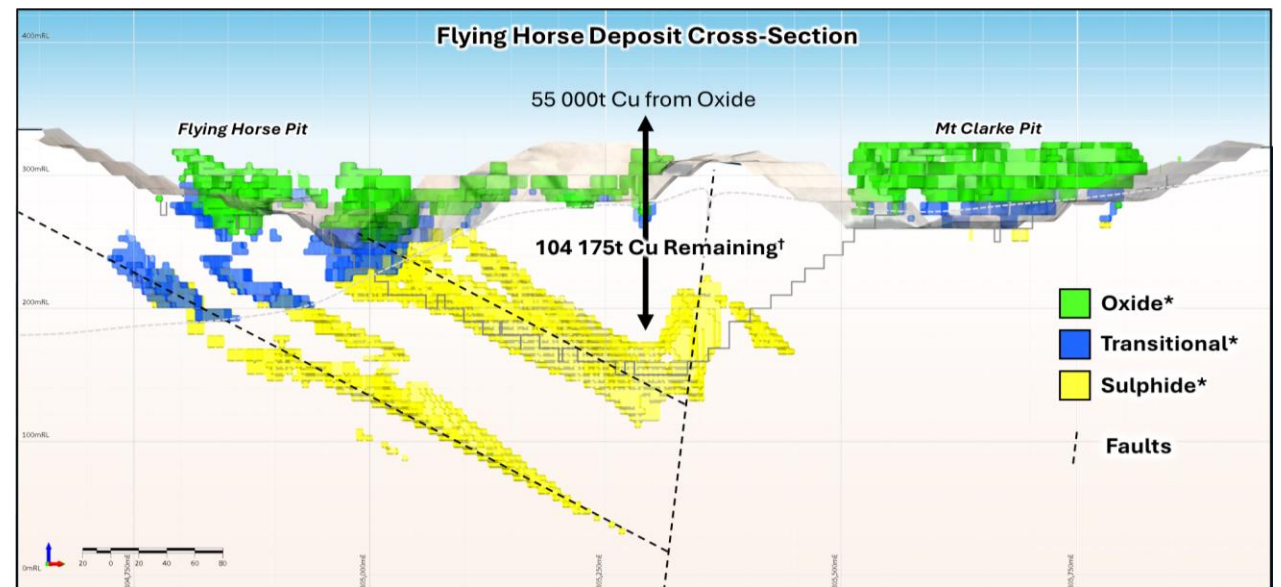 Flying Horse Deposit Cross-Section
400mRL
55 000t Cu from Oxide
Flying Horse Pit
Mt Clarke Pit
300mRL
104 175t Cu Remaining†
200mRL
Oxide*
Transitional*
Sulphide*
Faults
100mRL
20 0 20 40 60 80
0mRL